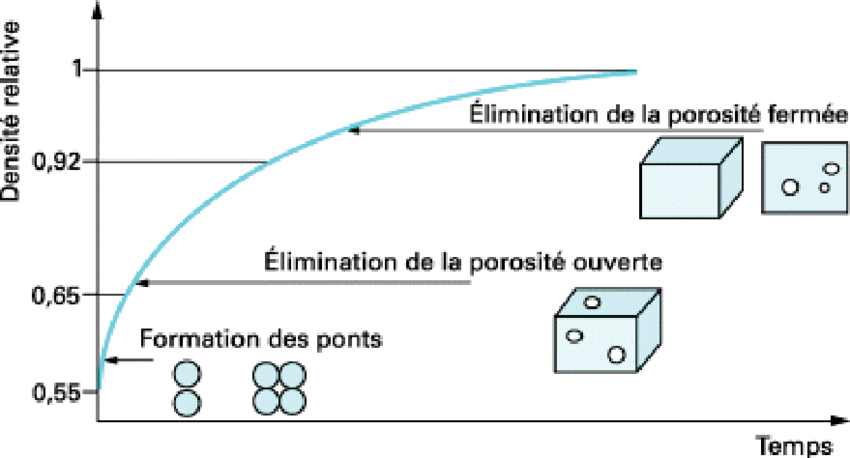 Densité relative
1
Élimination de la porosité fermée
0,92
Élimination de la porosité ouverte
0,65
Formation des ponts
0,55
Temps